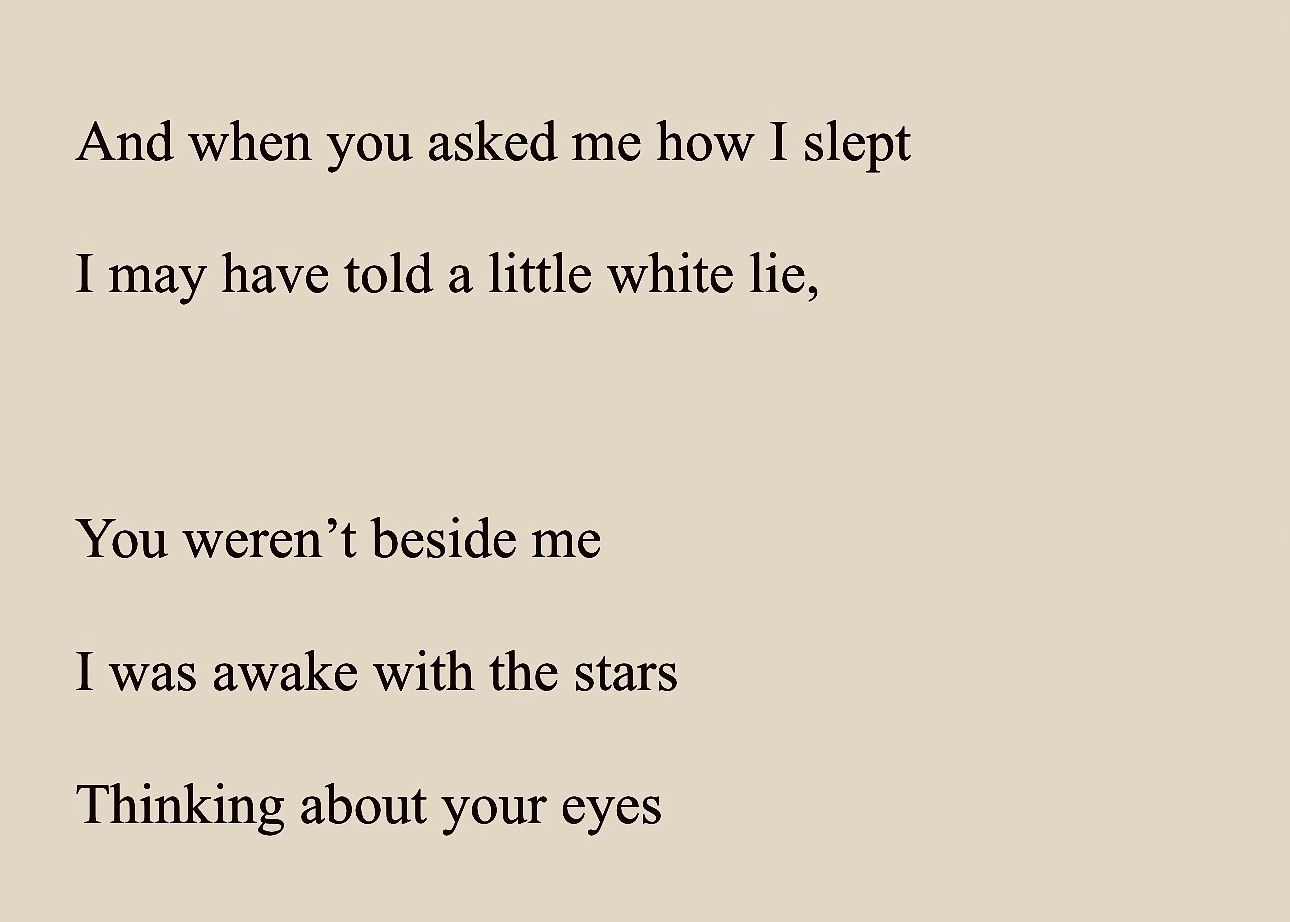 And when you asked me how I slept
I may have told a little white lie,
You weren’t beside me
I was awake with the stars
Thinking about your eyes